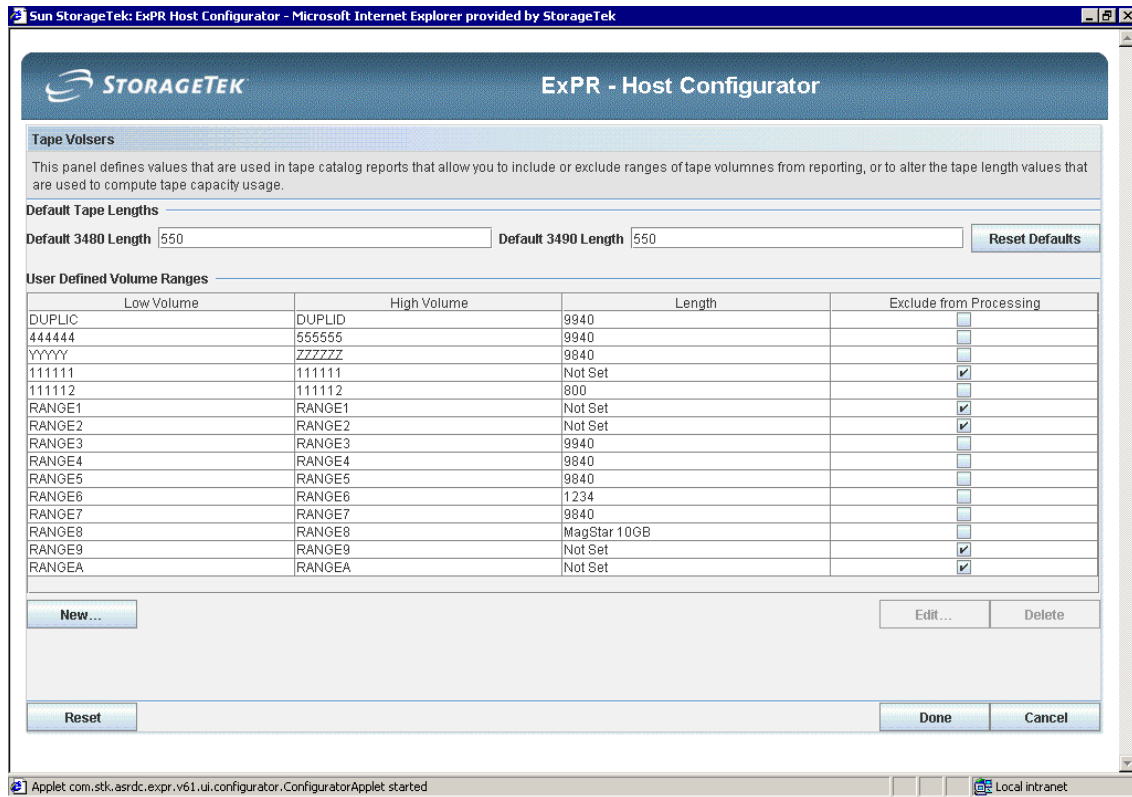 Sun StorageTek: ExPR Host Configurator - Microsoft Internet Explorer provided by StorageTek
STORAGETEK
ExPR - Host Configurator
Tape Volsers
This panel defines values that are used in tape catalog reports that allow you to include or exclude ranges of tape volumnes from reporting, or to alter the tape length values that
are used to compute tape capacity usage.
Default Tape Lengths
Default 3480 Length 550 Default 3490 Length 550 Reset Defaults
User Defined Volume Ranges
Low Volume High Volume Length Exclude from Processing
DUPLIC DUPLID 9940
444444 555555 9940
YYYYY ZZZZZZ 9840
111111 111111 Not Set
111112 111112 800
RANGE1 RANGE1 Not Set
RANGE2 RANGE2 Not Set
RANGE3 RANGE3 9940
RANGE4 RANGE4 9840
RANGE5 RANGE5 9840
RANGE6 RANGE6 1234
RANGE7 RANGE7 9840
RANGE8 RANGE8 MagStar 10GB
RANGE9 RANGE9 Not Set
RANGEA RANGEA Not Set
New... Edit... Delete
Reset Done Cancel
Applet com.stk.asrdc.expr.v61.ui.configurator.ConfiguratorApplet started Local intranet